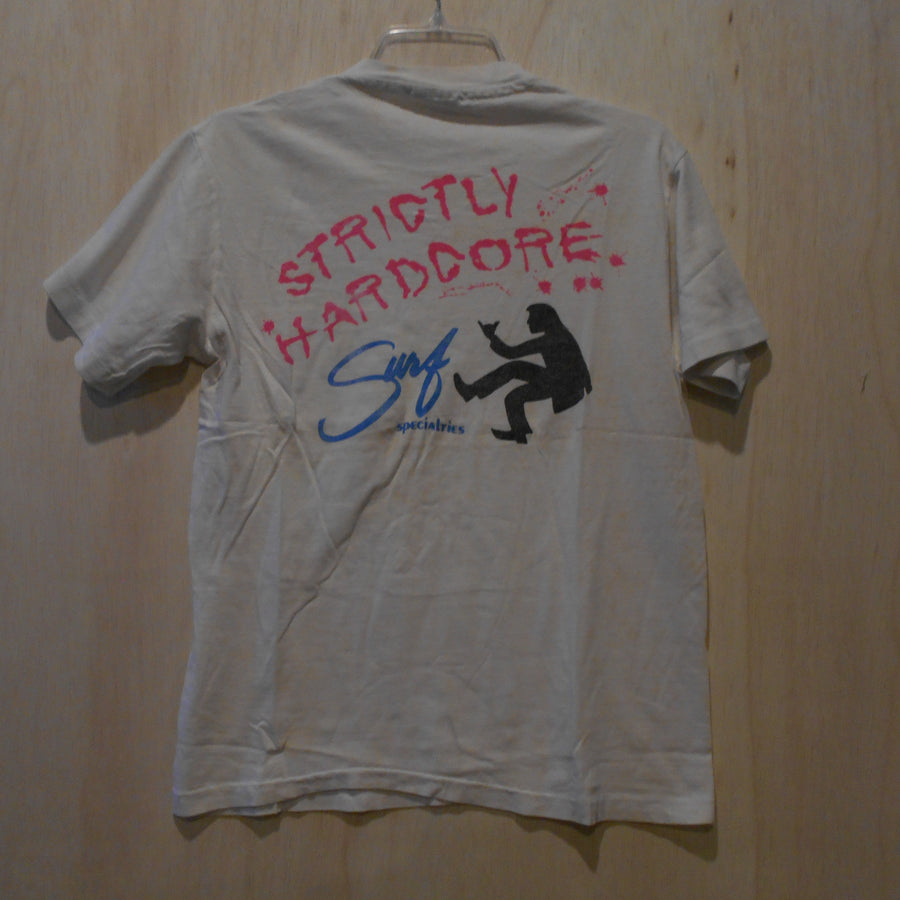 STRICTLY
HARDCORE
Surf
SPECIALTIES